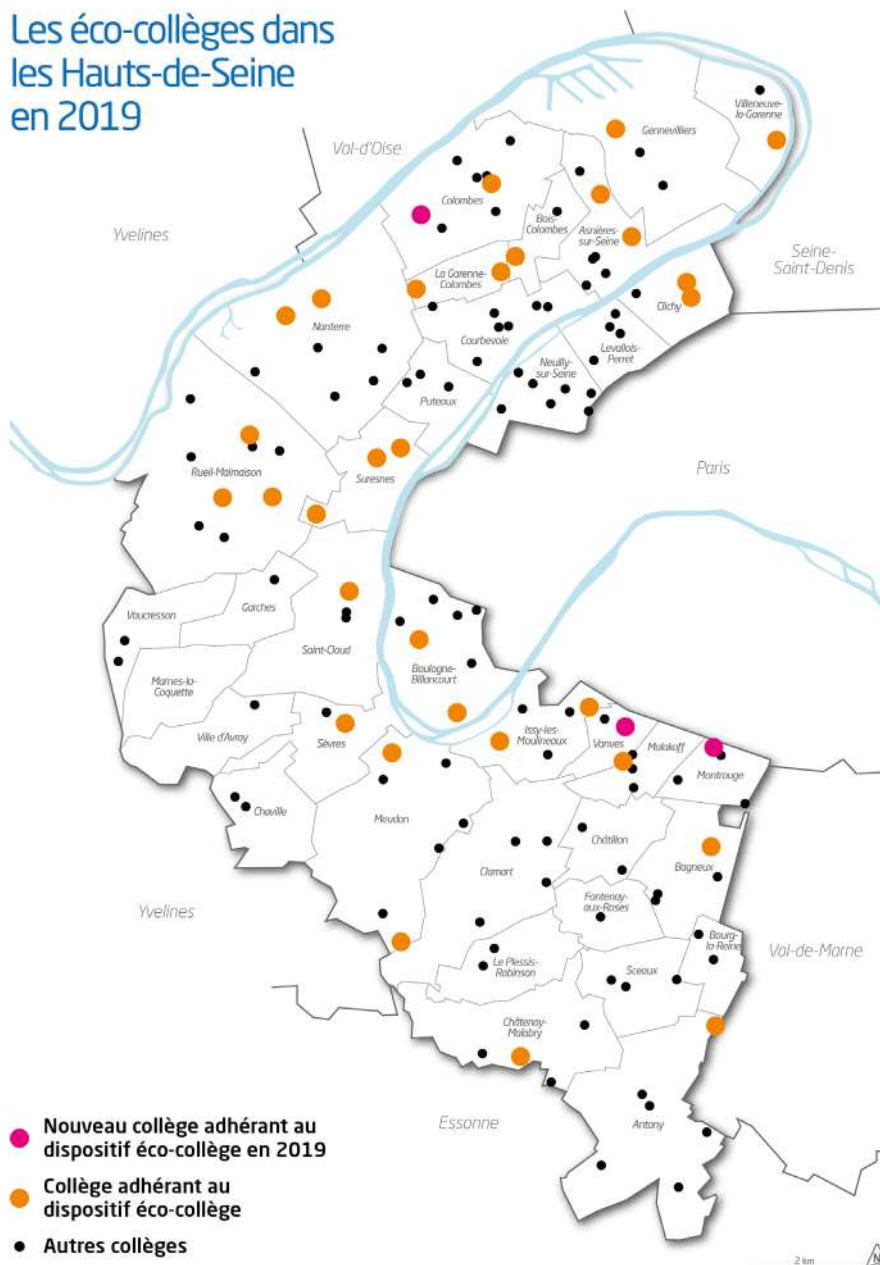 Les éco-collèges dans
les Hauts-de-Seine
en 2019
Villeneuve-
la-Garenne
Gennevilliers
Val-d'Oise
Colombes
Yvelines
Bois-
Colombes
Asnières-
sur-Seine
Seine-
Saint-Denis
La Garenne-
Colombes
Clichy
Nanterre
Courbevoie
Levallois-
Perret
Neuilly-
sur-Seine
Puteaux
Rueil-Malmaison
Suresnes
Paris
Vaucresson
Garches
Saint-Cloud
Marnes-la-
Coquette
Boulogne-
Billancourt
Ville d'Avray
Sèvres
Issy-les-
Moulineaux
Vanves
Malakoff
Montrouge
Chaville
Meudon
Châtillon
Clamart
Bagneux
Fontenay-
aux-Roses
Yvelines
Bourg-
la-Reine
Val-de-Marne
Le Plessis-
Robinson
Sceaux
Châtenay-
Malabry
Essonne
Antony
Nouveau collège adhérant au
dispositif éco-collège en 2019
Collège adhérant au
dispositif éco-collège
Autres collèges
2 km
N